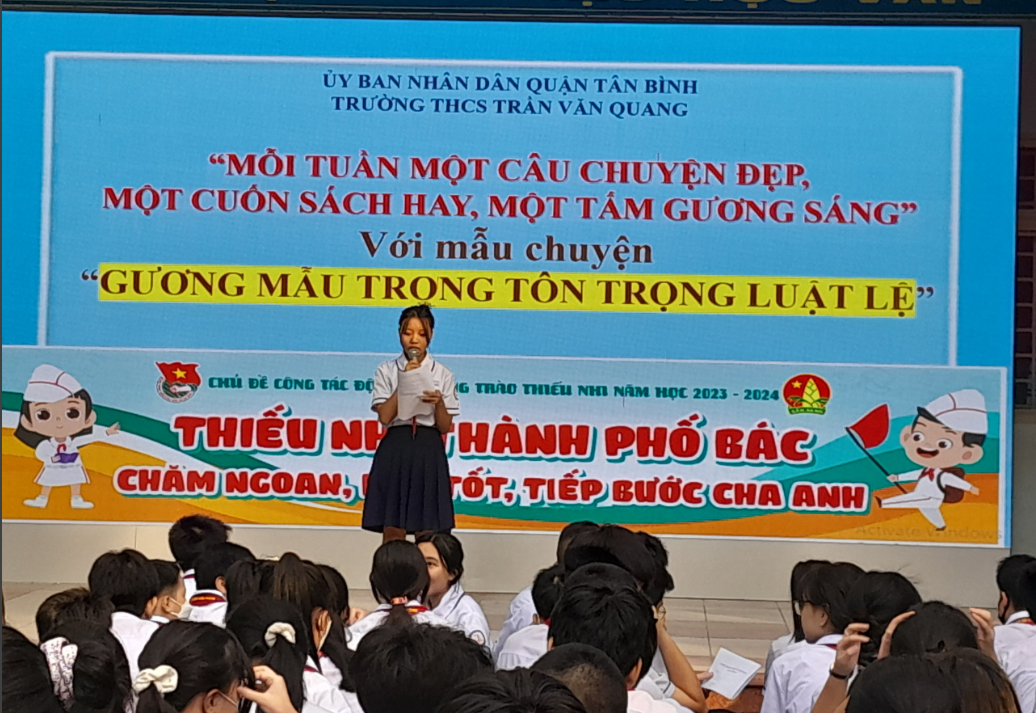 ỦY BAN NHÂN DÂN QUẬN TÂN BÌNH
TRƯỜNG THCS TRẦN VĂN QUANG
“MỖI TUẦN MỘT CÂU CHUYỆN ĐẸP,
MỘT CUỐN SÁCH HAY, MỘT TẤM GƯƠNG SÁNG”
Với mẫu chuyện
“GƯƠNG MẪU TRONG TÔN TRỌNG LUẬT LỆ”
CHỦ ĐỀ CÔNG TÁC TRÀO THIẾU NHI NĂM HỌC 2023 - 2024
THIẾU THÀNH PHỐ BÁC
CHĂM NGOAN, TỐT, TIẾP BƯỚC CHA ANH
Activate Windows